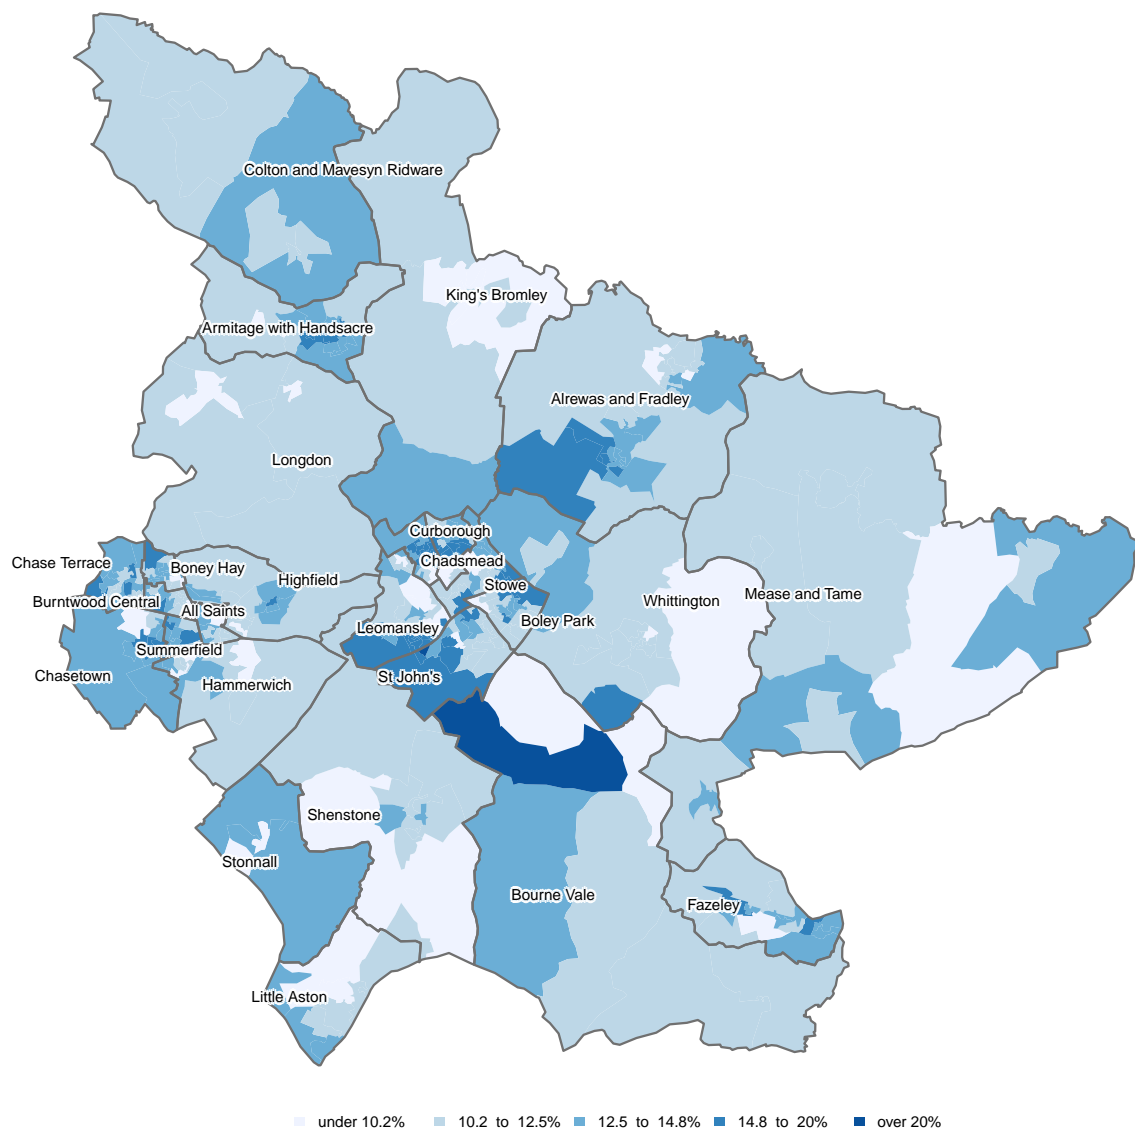 Colton and Mavesyn Ridware
King's Bromley
Armitage with Handsacre
Alrewas and Fradley
Longdon
Curborough
Chadsmead
Chase Terrace
Boney Hay
Highfield
Stowe
Burntwood Central
All Saints
Whittington
Mease and Tame
Leomansley
Boley Park
Summerfield
Chasetown
St John's
Hammerwich
Shenstone
Stonnall
Bourne Vale
Fazeley
Little Aston
under 10.2% 10.2 to 12.5% 12.5 to 14.8% 14.8 to 20% over 20%